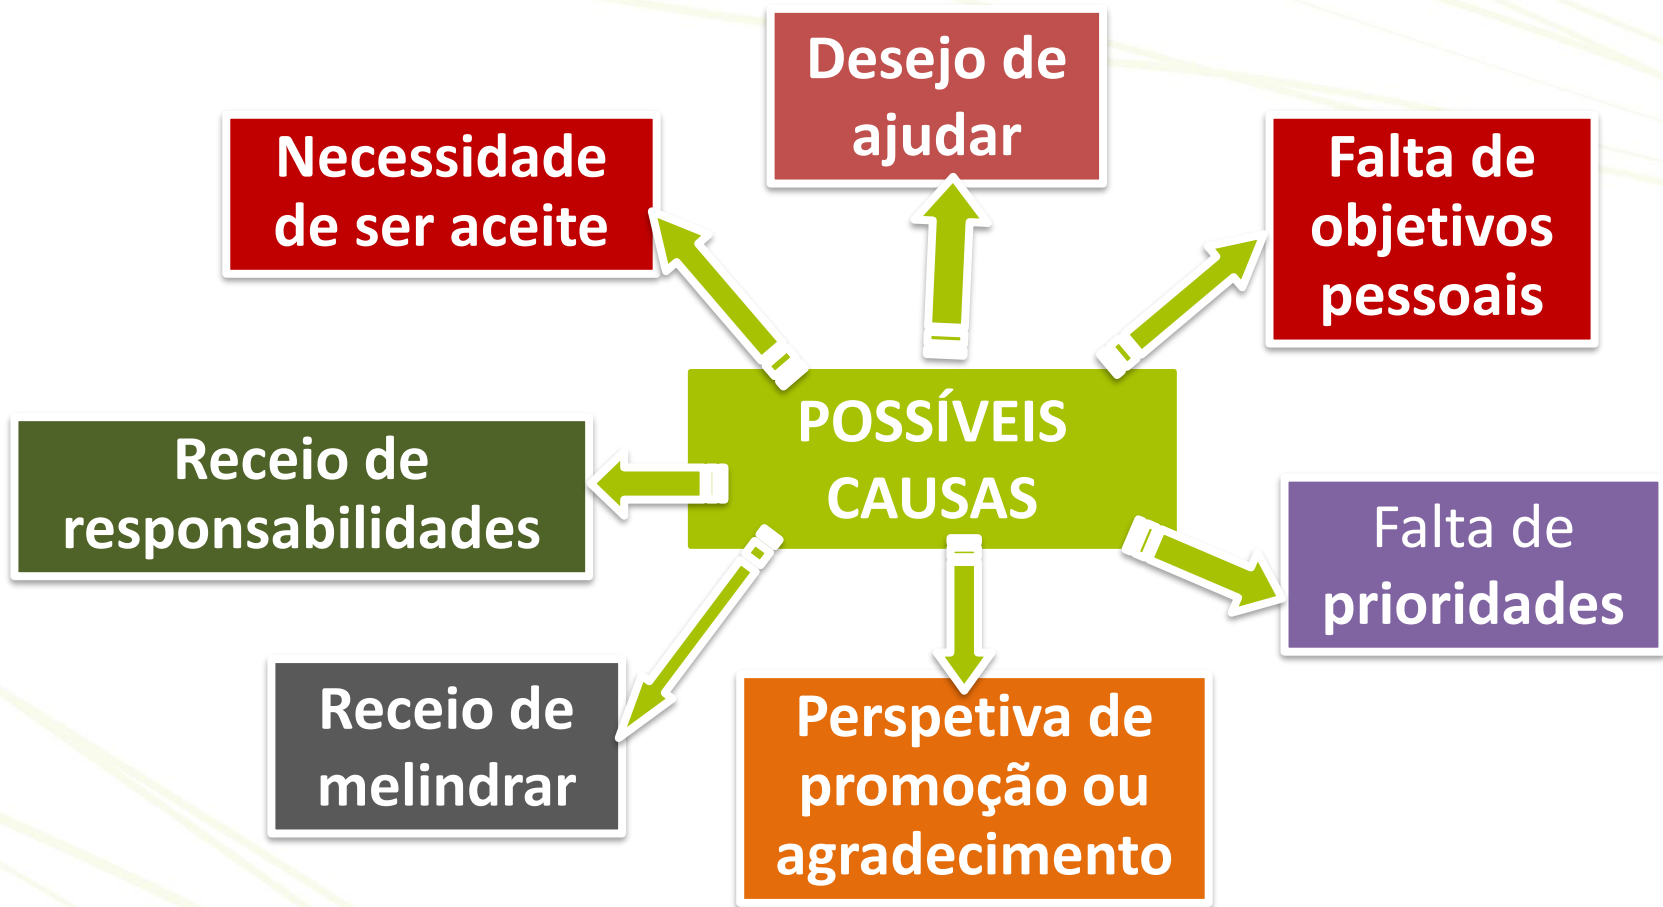 Desejo de
ajudar
Necessidade
de ser aceite
Falta de
objetivos
pessoais
POSSÍVEIS
CAUSAS
Receio de
responsabilidades
Falta de
prioridades
Receio de
melindrar
Perspetiva de
promoção ou
agradecimento